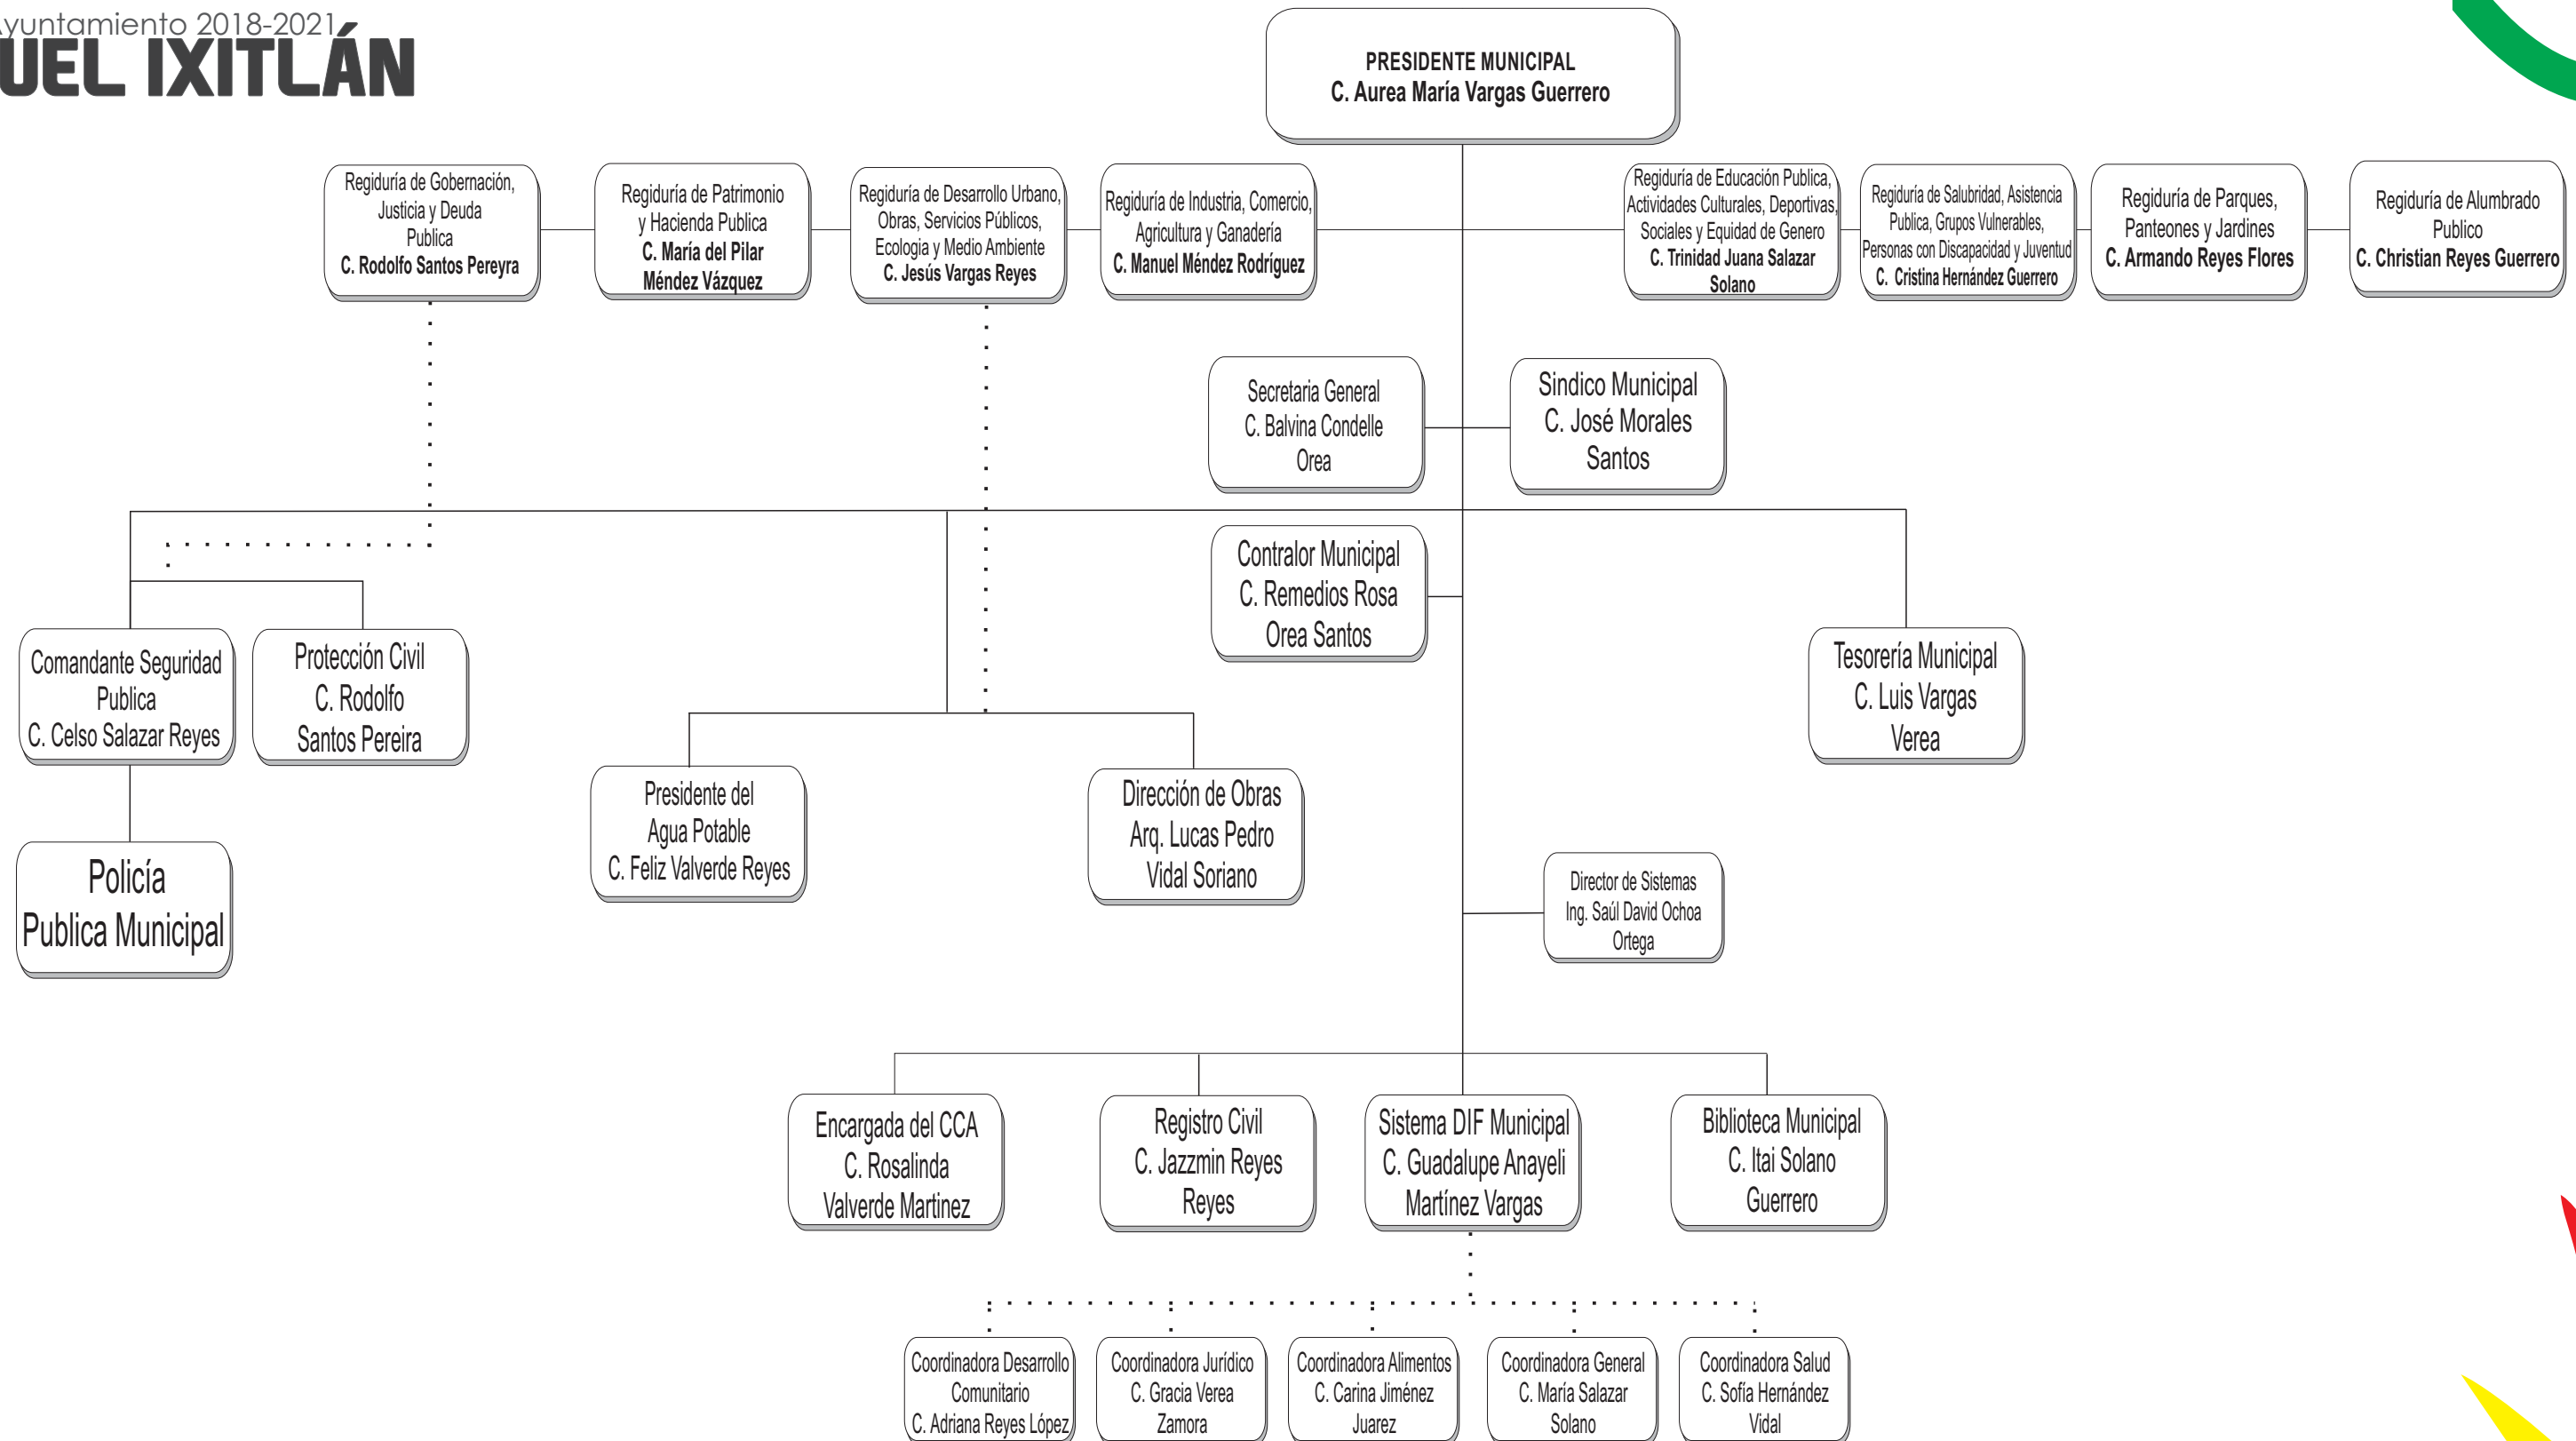 Ayuntamiento 2018-2021
UEL IXITLÁN
PRESIDENTE MUNICIPAL
C. Aurea María Vargas Guerrero
Regiduría de Gobernación,
Justicia y Deuda
Publica
C. Rodolfo Santos Pereyra
Regiduría de Patrimonio
y Hacienda Publica
C. María del Pilar
Méndez Vázquez
Regiduría de Desarrollo Urbano,
Obras, Servicios Públicos,
Ecologia y Medio Ambiente
C. Jesús Vargas Reyes
Regiduría de Industria, Comercio,
Agricultura y Ganadería
C. Manuel Méndez Rodríguez
Regiduría de Educación Publica,
Actividades Culturales, Deportivas,
Sociales y Equidad de Genero
C. Trinidad Juana Salazar
Solano
Regiduría de Salubridad, Asistencia
Publica, Grupos Vulnerables,
Personas con Discapacidad y Juventud
C. Cristina Hernández Guerrero
Regiduría de Parques,
Panteones y Jardines
C. Armando Reyes Flores
Regiduría de Alumbrado
Publico
C. Christian Reyes Guerrero
Secretaria General
C. Balvina Condelle
Orea
Sindico Municipal
C. José Morales
Santos
Contralor Municipal
C. Remedios Rosa
Orea Santos
Comandante Seguridad
Publica
C. Celso Salazar Reyes
Protección Civil
C. Rodolfo
Santos Pereira
Tesorería Municipal
C. Luis Vargas
Verea
Presidente del
Agua Potable
C. Feliz Valverde Reyes
Dirección de Obras
Arq. Lucas Pedro
Vidal Soriano
Policía
Publica Municipal
Director de Sistemas
Ing. Saúl David Ochoa
Ortega
Encargada del CCA
C. Rosalinda
Valverde Martinez
Registro Civil
C. Jazzmin Reyes
Reyes
Sistema DIF Municipal
C. Guadalupe Anayeli
Martínez Vargas
Biblioteca Municipal
C. Itai Solano
Guerrero
Coordinadora Desarrollo
Comunitario
C. Adriana Reyes López
Coordinadora Jurídico
C. Gracia Verea
Zamora
Coordinadora Alimentos
C. Carina Jiménez
Juarez
Coordinadora General
C. María Salazar
Solano
Coordinadora Salud
C. Sofía Hernández
Vidal